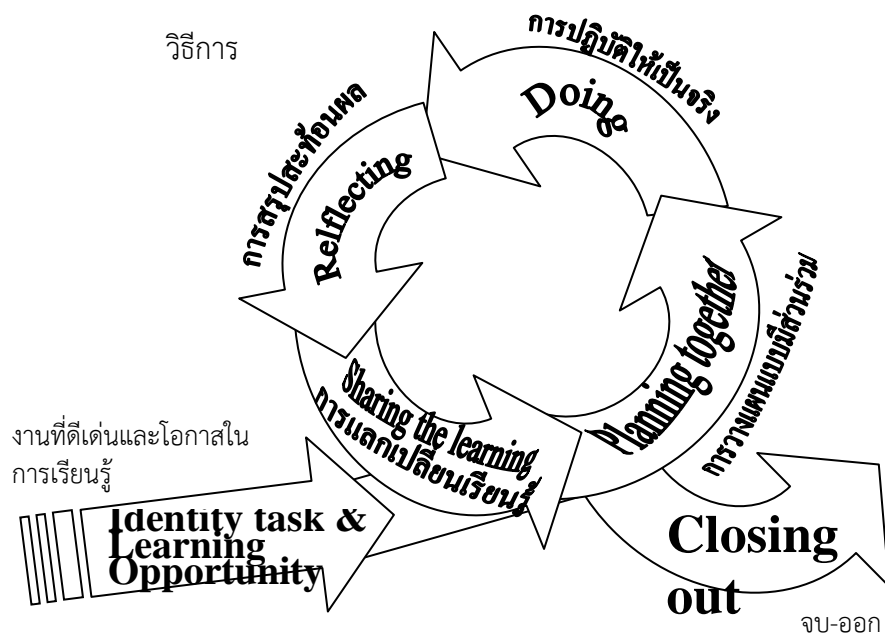 วิธีการ
การปฏิบัติให้เป็นจริง
Doing
การสรุปสะท้อนผล
Relflecting
Planning together
การวางแผนแบบมีส่วนร่วม
Sharing the learning
การแลกเปลี่ยนเรียนรู้
งานที่ดีเด่นและโอกาสใน
การเรียนรู้
Identity task &
Learning
Opportunity
Closing
out
จบ-ออก